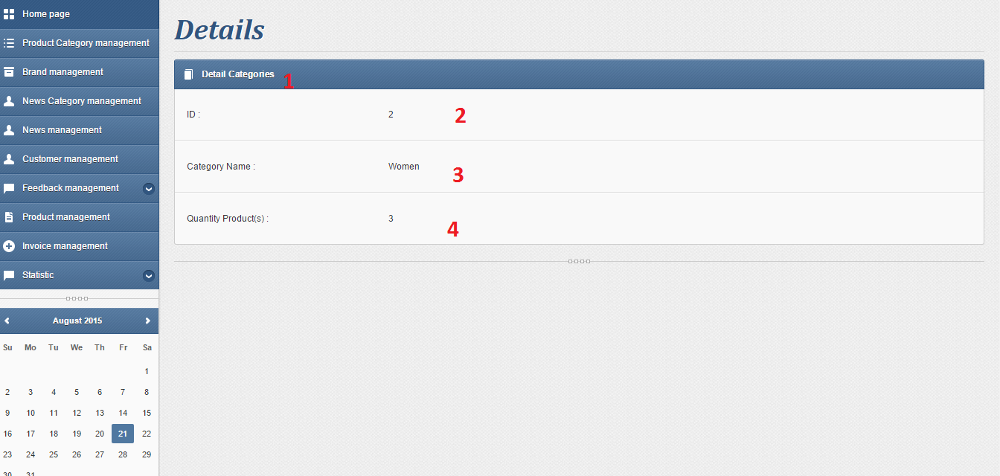 Home page
Product Category management
Brand management
News Category management
News management
Customer management
Feedback management
Product management
Invoice management
Statistic
August 2015
Su Mo Tu We Th Fr Sa
1
2 3 4 5 6 7 8
9 10 11 12 13 14 15
16 17 18 19 20 21 22
23 24 25 26 27 28 29
30 31
Details
Detail Categories 1
ID : 2 2
Category Name : Women 3
Quantity Product(s) : 3 4